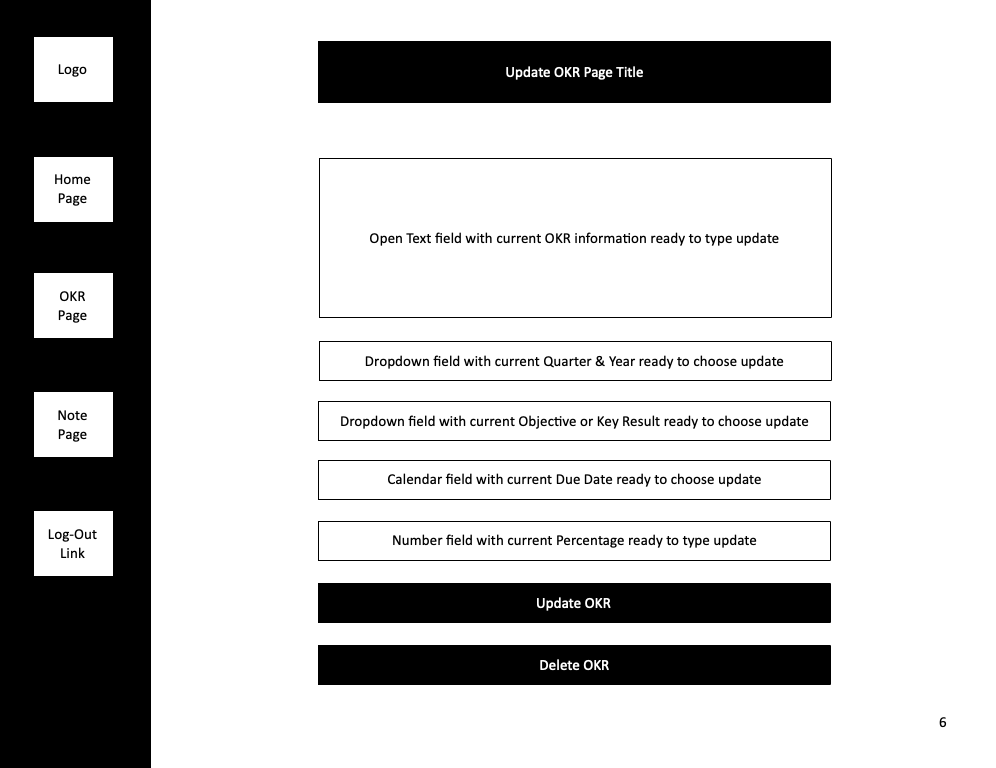 Logo
Home
Page
OKR
Page
Note
Page
Log-Out
Link
Update OKR Page Title
Open Text field with current OKR information ready to type update
Dropdown field with current Quarter & Year ready to choose update
Dropdown field with current Objective or Key Result ready to choose update
Calendar field with current Due Date ready to choose update
Number field with current Percentage ready to type update
Update OKR
Delete OKR
6